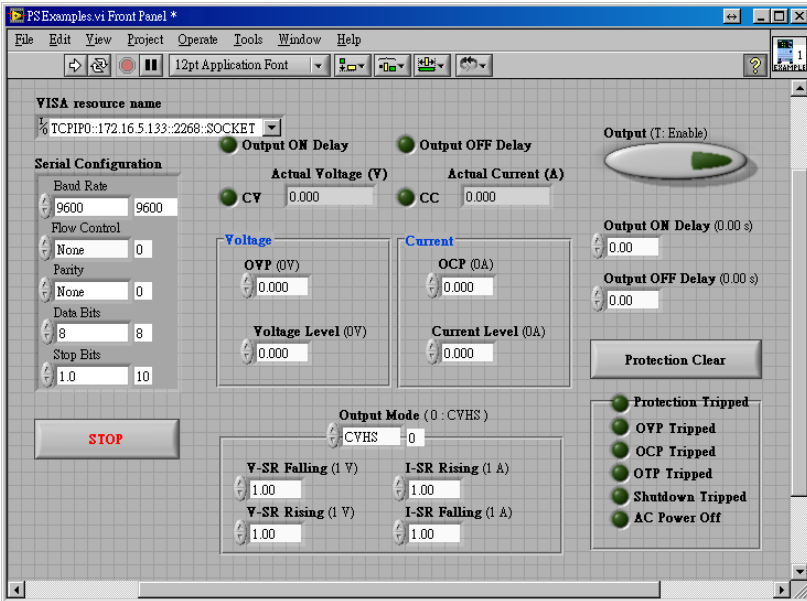 PSExamples.vi Front Panel *
File Edit View Project Operate Tools Window Help
12pt Application Font
? EXAMPLE 1
VISA resource name
I/O TCPIP0::172.16.5.133::2268::SOCKET
Output ON Delay
Output OFF Delay
Output (T: Enable)
Serial Configuration
Baud Rate
9600 9600
Flow Control
None 0
Parity
None 0
Data Bits
8 8
Stop Bits
1.0 10
Actual Voltage (V)
CV 0.000
Actual Current (A)
CC 0.000
Voltage
OVP (0V)
0.000
Voltage Level (0V)
0.000
Current
OCP (0A)
0.000
Current Level (0A)
0.000
Output ON Delay (0.00 s)
0.00
Output OFF Delay (0.00 s)
0.00
Protection Clear
STOP
Output Mode (0 : CVHS )
CVHS 0
V-SR Falling (1 V)
1.00
I-SR Rising (1 A)
1.00
V-SR Rising (1 V)
1.00
I-SR Falling (1 A)
1.00
Protection Tripped
OVP Tripped
OCP Tripped
OTP Tripped
Shutdown Tripped
AC Power Off